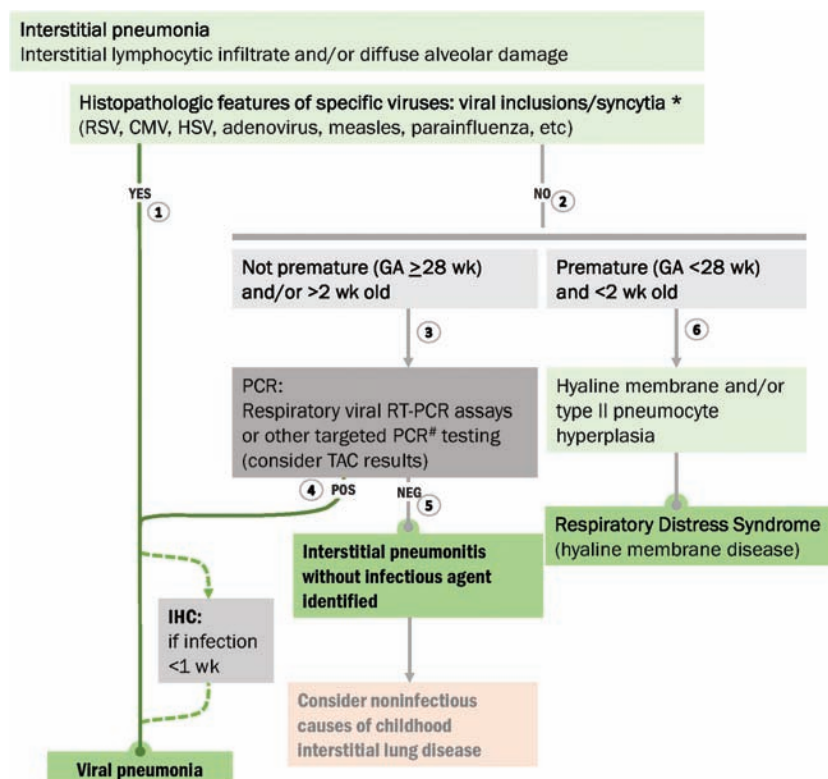 Interstitial pneumonia
Interstitial lymphocytic infiltrate and/or diffuse alveolar damage
Histopathologic features of specific viruses: viral inclusions/syncytia *
(RSV, CMV, HSV, adenovirus, measles, parainfluenza, etc)
YES
1
NO
2
Not premature (GA ≥28 wk)
and/or >2 wk old
Premature (GA <28 wk)
and <2 wk old
3
6
PCR:
Respiratory viral RT-PCR assays
or other targeted PCR# testing
(consider TAC results)
Hyaline membrane and/or
type II pneumocyte
hyperplasia
4
POS
NEG
5
Interstitial pneumonitis
without infectious agent
identified
Respiratory Distress Syndrome
(hyaline membrane disease)
IHC:
if infection
<1 wk
Consider noninfectious
causes of childhood
interstitial lung disease
Viral pneumonia